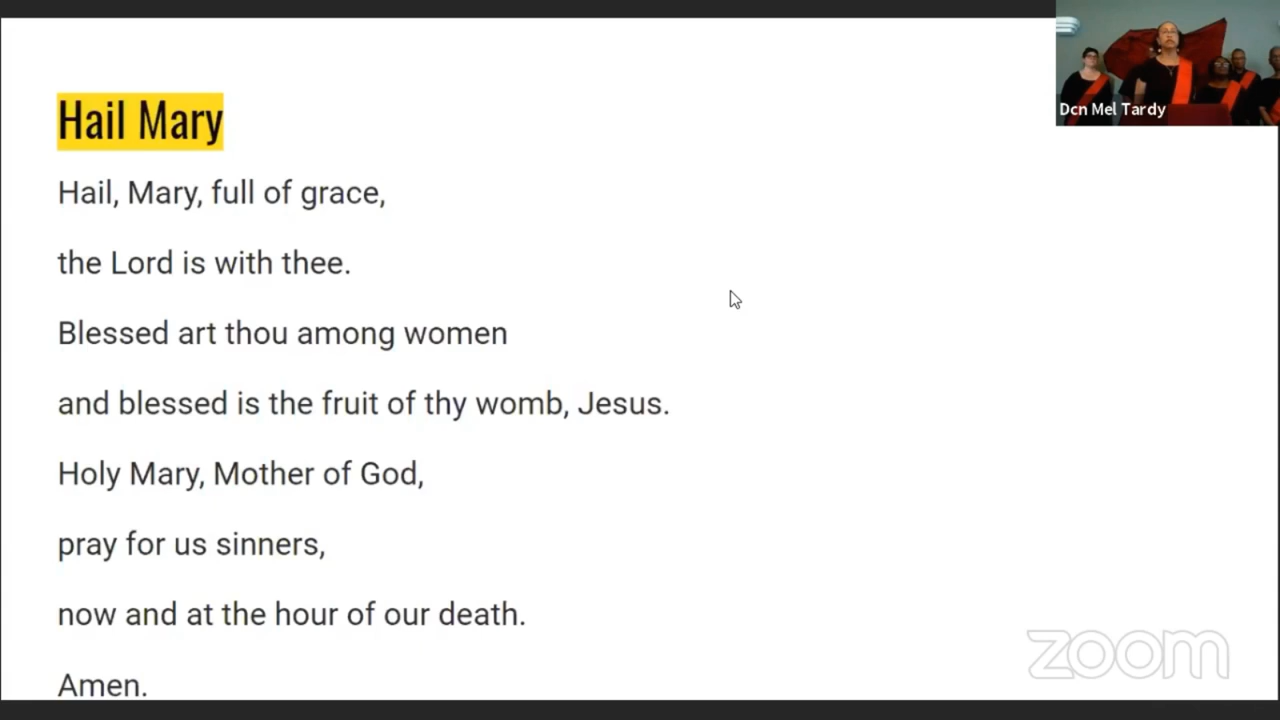 Dcn Mel Tardy
Hail Mary
Hail, Mary, full of grace,
the Lord is with thee.
Blessed art thou among women
and blessed is the fruit of thy womb, Jesus.
Holy Mary, Mother of God,
pray for us sinners,
now and at the hour of our death.
Amen.
zoom